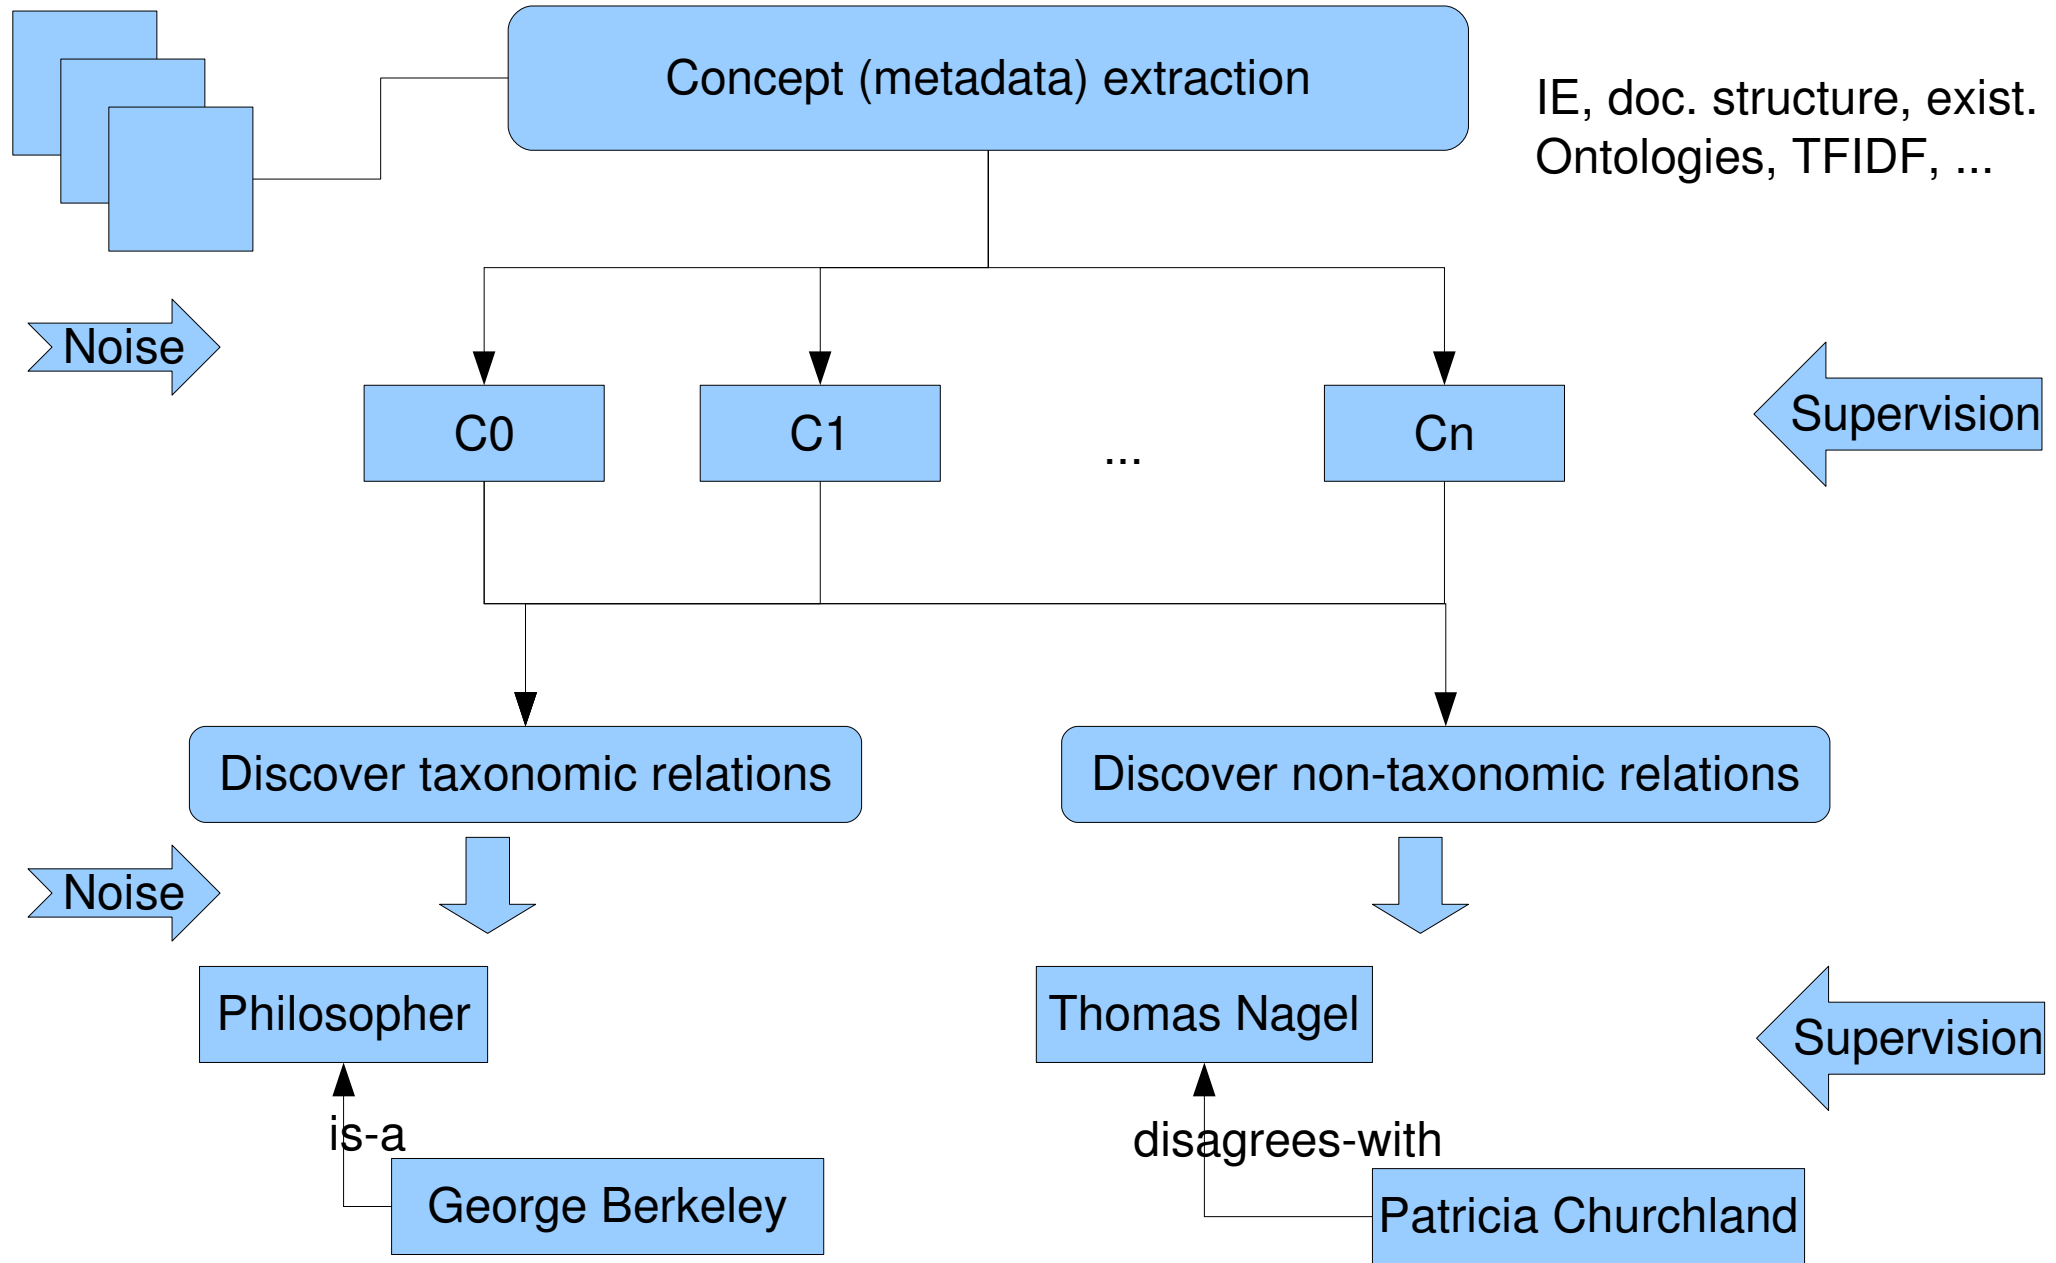 Concept (metadata) extraction
IE, doc. structure, exist.
Ontologies, TFIDF, ...
Noise
C0
C1
...
Cn
Supervision
Discover taxonomic relations
Discover non-taxonomic relations
Noise
Philosopher
Thomas Nagel
Supervision
is-a
disagrees-with
George Berkeley
Patricia Churchland